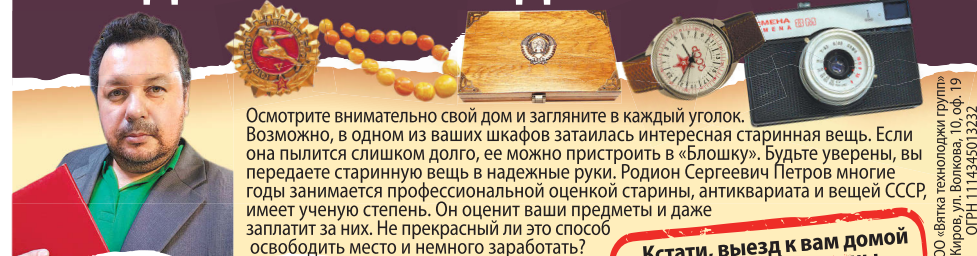 СМЕНА
Осмотрите внимательно свой дом и загляните в каждый уголок.
Возможно, в одном из ваших шкафов затаилась интересная старинная вещь. Если
она пылится слишком долго, ее можно пристроить в «Блошку». Будьте уверены, вы
передаете старинную вещь в надежные руки. Родион Сергеевич Петров многие
годы занимается профессиональной оценкой старины, антиквариата и вещей СССР,
имеет ученую степень. Он оценит ваши предметы и даже
заплатит за них. Не прекрасный ли это способ
освободить место и немного заработать?
Кстати, выезд к вам домой
ОО «Вятка технолоджи групп»
Киров, ул. Волкова, 10, оф. 19
ОГРН 1114345013222